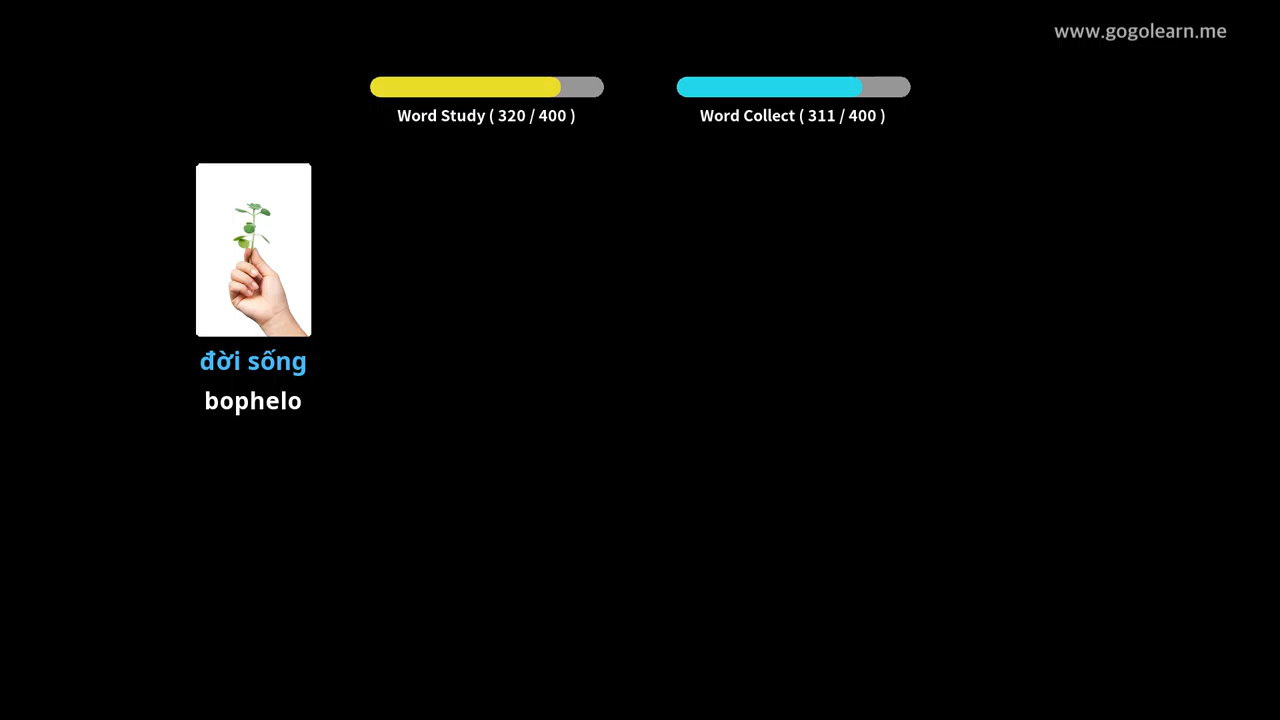 www.gogolearn.me
Word Study ( 320 / 400 )
Word Collect ( 311 / 400 )
đời sống
bophelo